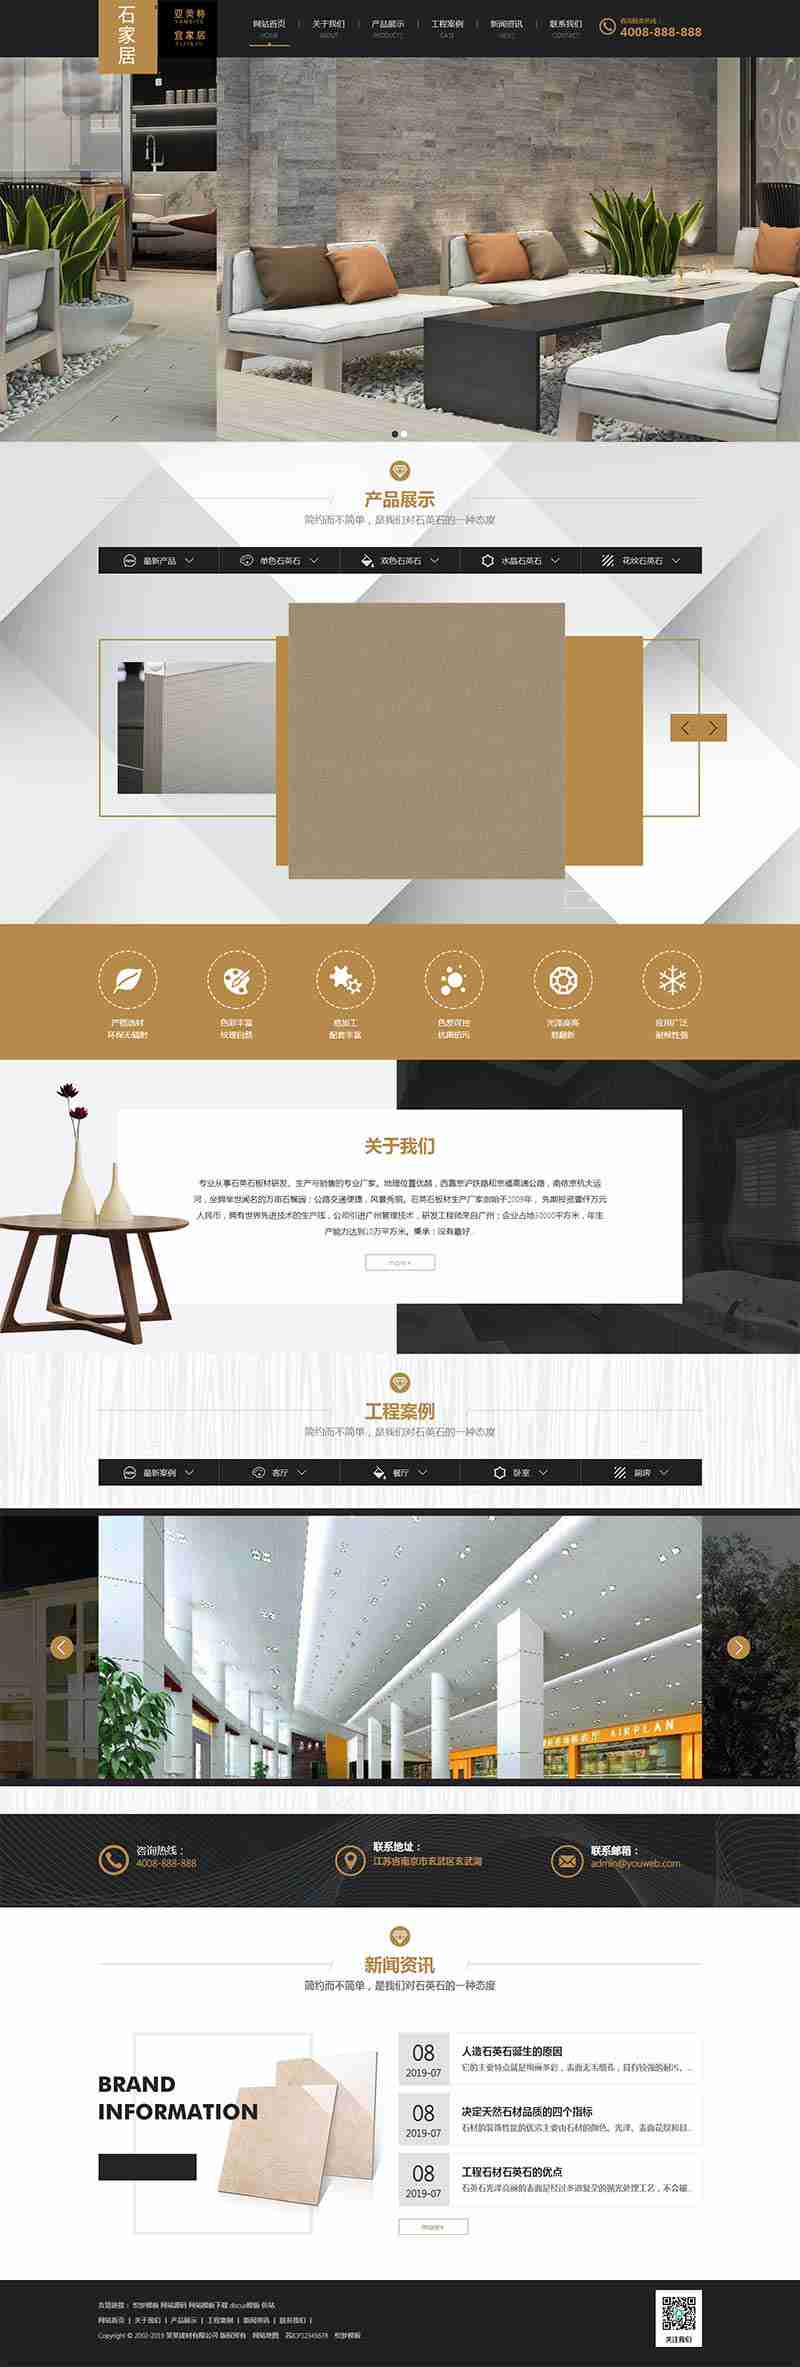 石家居
亚美特
宜家居
网站首页 关于我们 产品展示 工程案例 新闻资讯 联系我们
HOME ABOUT PRODUCTS CASE NEWS CONTACT
咨询服务热线：
4008-888-888
产品展示
简约而不简单，是我们对石英石的一种态度
最新产品 单色石英石 双色石英石 水晶石英石 花纹石英石
严格选材 色彩丰富 易加工 色度可控 光泽高亮 应用广泛
环保无辐射 纹理自然 配套丰富 抗菌防污 易翻新 耐候性强
关于我们
专业从事石英石板材研发、生产与销售的专业厂家。地理位置优越，西靠京沪铁路和京福高速公路，南依京杭大运
河，坐拥举世闻名的万亩石榴园；公路交通便捷，风景秀丽。石英石板材生产厂家创始于2009年， 先期投资壹仟万元
人民币，拥有世界先进技术的生产线，公司引进广州管理技术，研发工程师来自广州；企业占地30000平方米，年生
产能力达到10万平方米。秉承：没有最好..
more+
工程案例
简约而不简单，是我们对石英石的一种态度
最新案例 客厅 餐厅 卧室 厨房
AIRPLAN
咨询热线：
4008-888-888
联系地址：
江苏省南京市玄武区玄武湖
联系邮箱：
admin@youweb.com
新闻资讯
简约而不简单，是我们对石英石的一种态度
BRAND
INFORMATION
08
2019-07
人造石英石诞生的原因
它的主要特点就是绚丽多彩，表面无毛细孔，具有较强的耐污、...
08
2019-07
决定天然石材品质的四个指标
石材的装饰性能的优劣主要由石材的颜色、光泽、表面花纹和目...
08
2019-07
工程石材石英石的优点
石英石光泽亮丽的表面是经过多道复杂的抛光处理工艺，不会被...
more+
友情链接： 织梦模板 网站源码 网站模板下载 discuz模板 仿站
网站首页 | 关于我们 | 产品展示 | 工程案例 | 新闻资讯 | 联系我们 |
Copyright © 2002-2019 某某建材有限公司 版权所有 网站地图 苏ICP12345678 织梦模板
关注我们